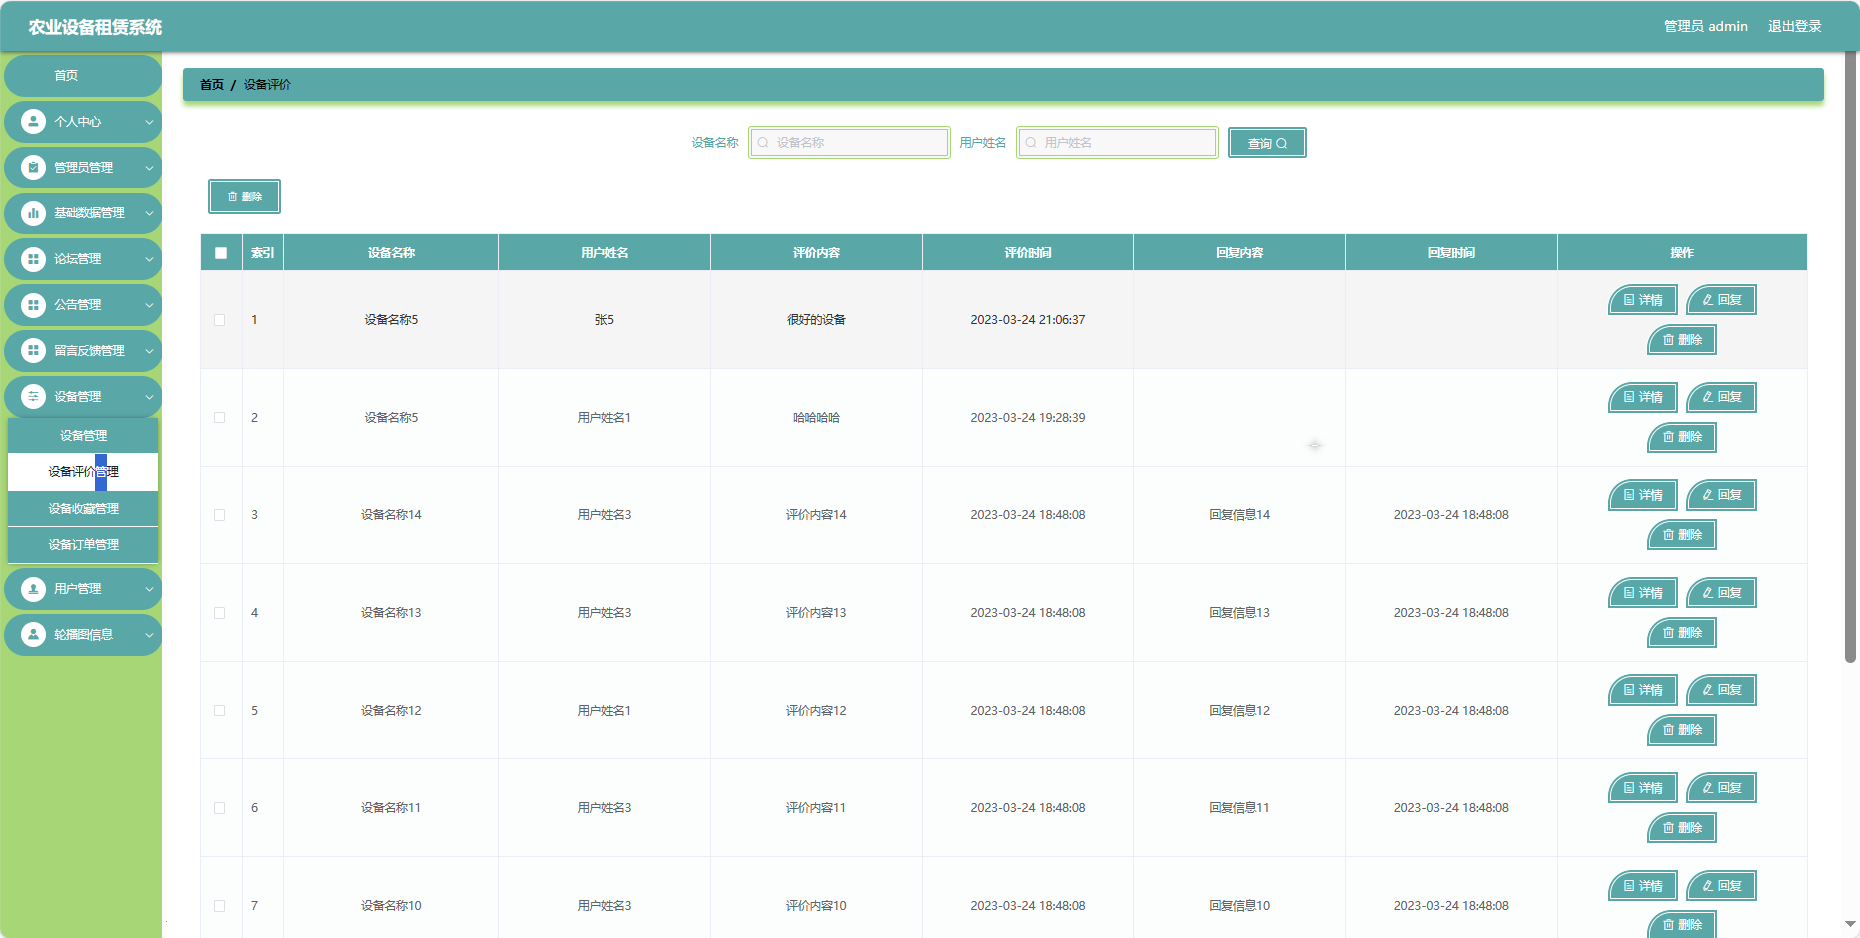 农业设备租赁系统
管理员 admin 退出登录
首页
个人中心
管理员管理
基础数据管理
论坛管理
公告管理
留言反馈管理
设备管理
设备管理
设备评价管理
设备收藏管理
设备订单管理
用户管理
轮播图信息
首页 / 设备评价
设备名称 设备名称 用户姓名 用户姓名 查询
删除
索引 设备名称 用户姓名 评价内容 评价时间 回复内容 回复时间 操作
1 设备名称5 张5 很好的设备 2023-03-24 21:06:37 详情 回复
删除
2 设备名称5 用户姓名1 哈哈哈哈 2023-03-24 19:28:39 详情 回复
删除
3 设备名称14 用户姓名3 评价内容14 2023-03-24 18:48:08 回复信息14 2023-03-24 18:48:08 详情 回复
删除
4 设备名称13 用户姓名3 评价内容13 2023-03-24 18:48:08 回复信息13 2023-03-24 18:48:08 详情 回复
删除
5 设备名称12 用户姓名1 评价内容12 2023-03-24 18:48:08 回复信息12 2023-03-24 18:48:08 详情 回复
删除
6 设备名称11 用户姓名3 评价内容11 2023-03-24 18:48:08 回复信息11 2023-03-24 18:48:08 详情 回复
删除
7 设备名称10 用户姓名3 评价内容10 2023-03-24 18:48:08 回复信息10 2023-03-24 18:48:08 详情 回复
删除